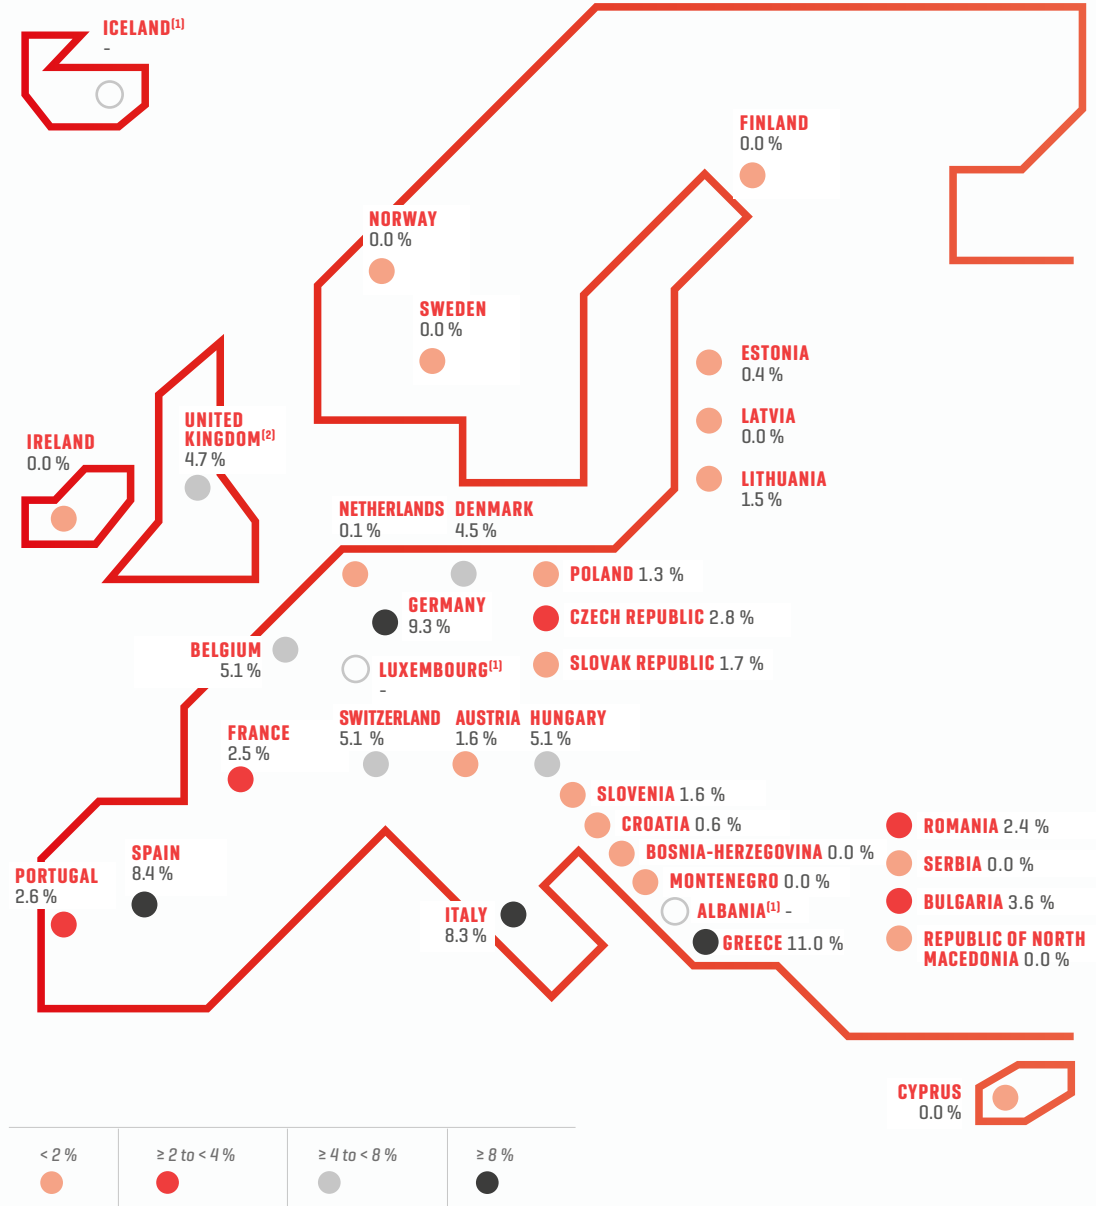 ICELAND(1)
-
FINLAND
0.0 %
NORWAY
0.0 %
SWEDEN
0.0 %
ESTONIA
0.4 %
LATVIA
0.0 %
LITHUANIA
1.5 %
UNITED
KINGDOM(2)
4.7 %
IRELAND
0.0 %
NETHERLANDS
0.1 %
DENMARK
4.5 %
POLAND 1.3 %
GERMANY
9.3 %
CZECH REPUBLIC 2.8 %
BELGIUM
5.1 %
LUXEMBOURG(1)
-
SLOVAK REPUBLIC 1.7 %
FRANCE
2.5 %
SWITZERLAND
5.1 %
AUSTRIA
1.6 %
HUNGARY
5.1 %
SLOVENIA 1.6 %
CROATIA 0.6 %
BOSNIA-HERZEGOVINA 0.0 %
MONTENEGRO 0.0 %
ALBANIA(1) -
GREECE 11.0 %
ROMANIA 2.4 %
SERBIA 0.0 %
BULGARIA 3.6 %
REPUBLIC OF NORTH
MACEDONIA 0.0 %
PORTUGAL
2.6 %
SPAIN
8.4 %
ITALY
8.3 %
CYPRUS
0.0 %
< 2 %
≥ 2 to < 4 %
≥ 4 to < 8 %
≥ 8 %